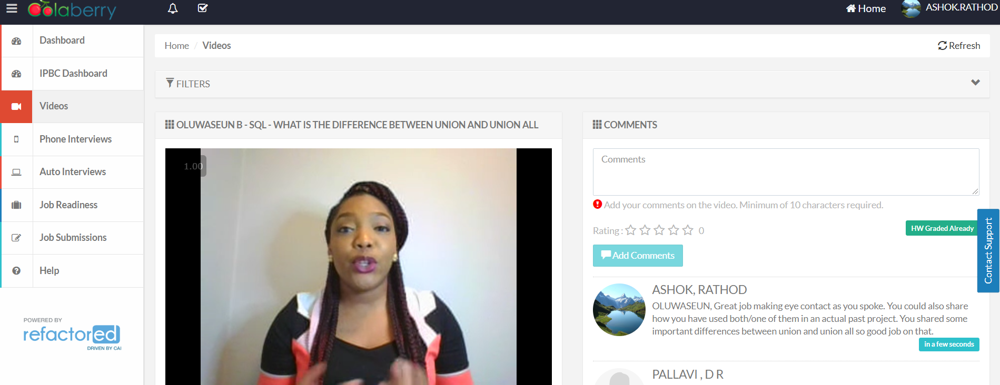 Colaberry
Home
ASHOK.RATHOD
Dashboard
IPBC Dashboard
Videos
Phone Interviews
Auto Interviews
Job Readiness
Job Submissions
Help
POWERED BY
refactored
DRIVEN BY CAI
Home / Videos
Refresh
FILTERS
OLUWASEUN B - SQL - WHAT IS THE DIFFERENCE BETWEEN UNION AND UNION ALL
1.00
COMMENTS
Comments
Add your comments on the video. Minimum of 10 characters required.
Rating : 0
HW Graded Already
Add Comments
Contact Support
ASHOK, RATHOD
OLUWASEUN, Great job making eye contact as you spoke. You could also share
how you have used both/one of them in an actual past project. You shared some
important differences between union and union all so good job on that.
in a few seconds
PALLAVI , D R